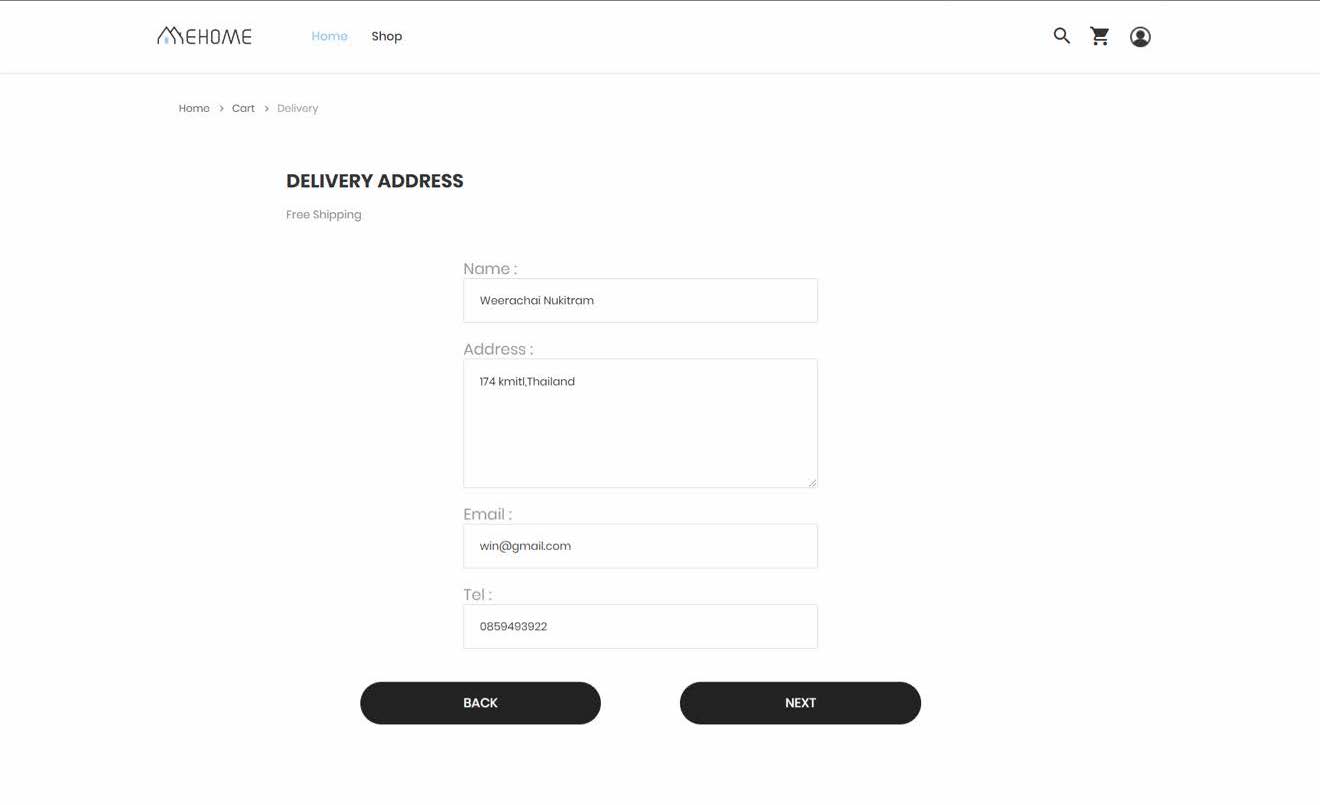 MEHOME Home Shop
Home > Cart > Delivery
DELIVERY ADDRESS
Free Shipping
Name :
Weerachai Nukitram
Address :
174 kmitl,Thailand
Email :
win@gmail.com
Tel :
0859493922
BACK NEXT